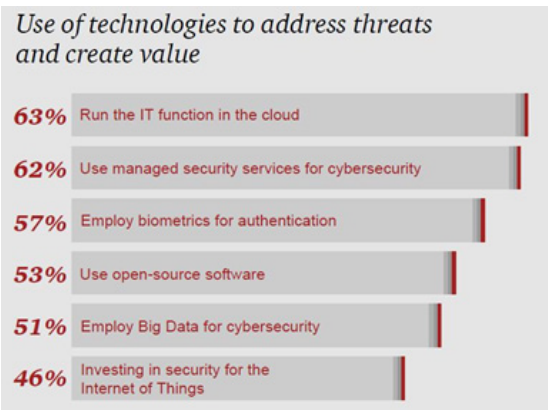 Use of technologies to address threats
and create value
63% Run the IT function in the cloud
62% Use managed security services for cybersecurity
57% Employ biometrics for authentication
53% Use open-source software
51% Employ Big Data for cybersecurity
46% Investing in security for the
Internet of Things